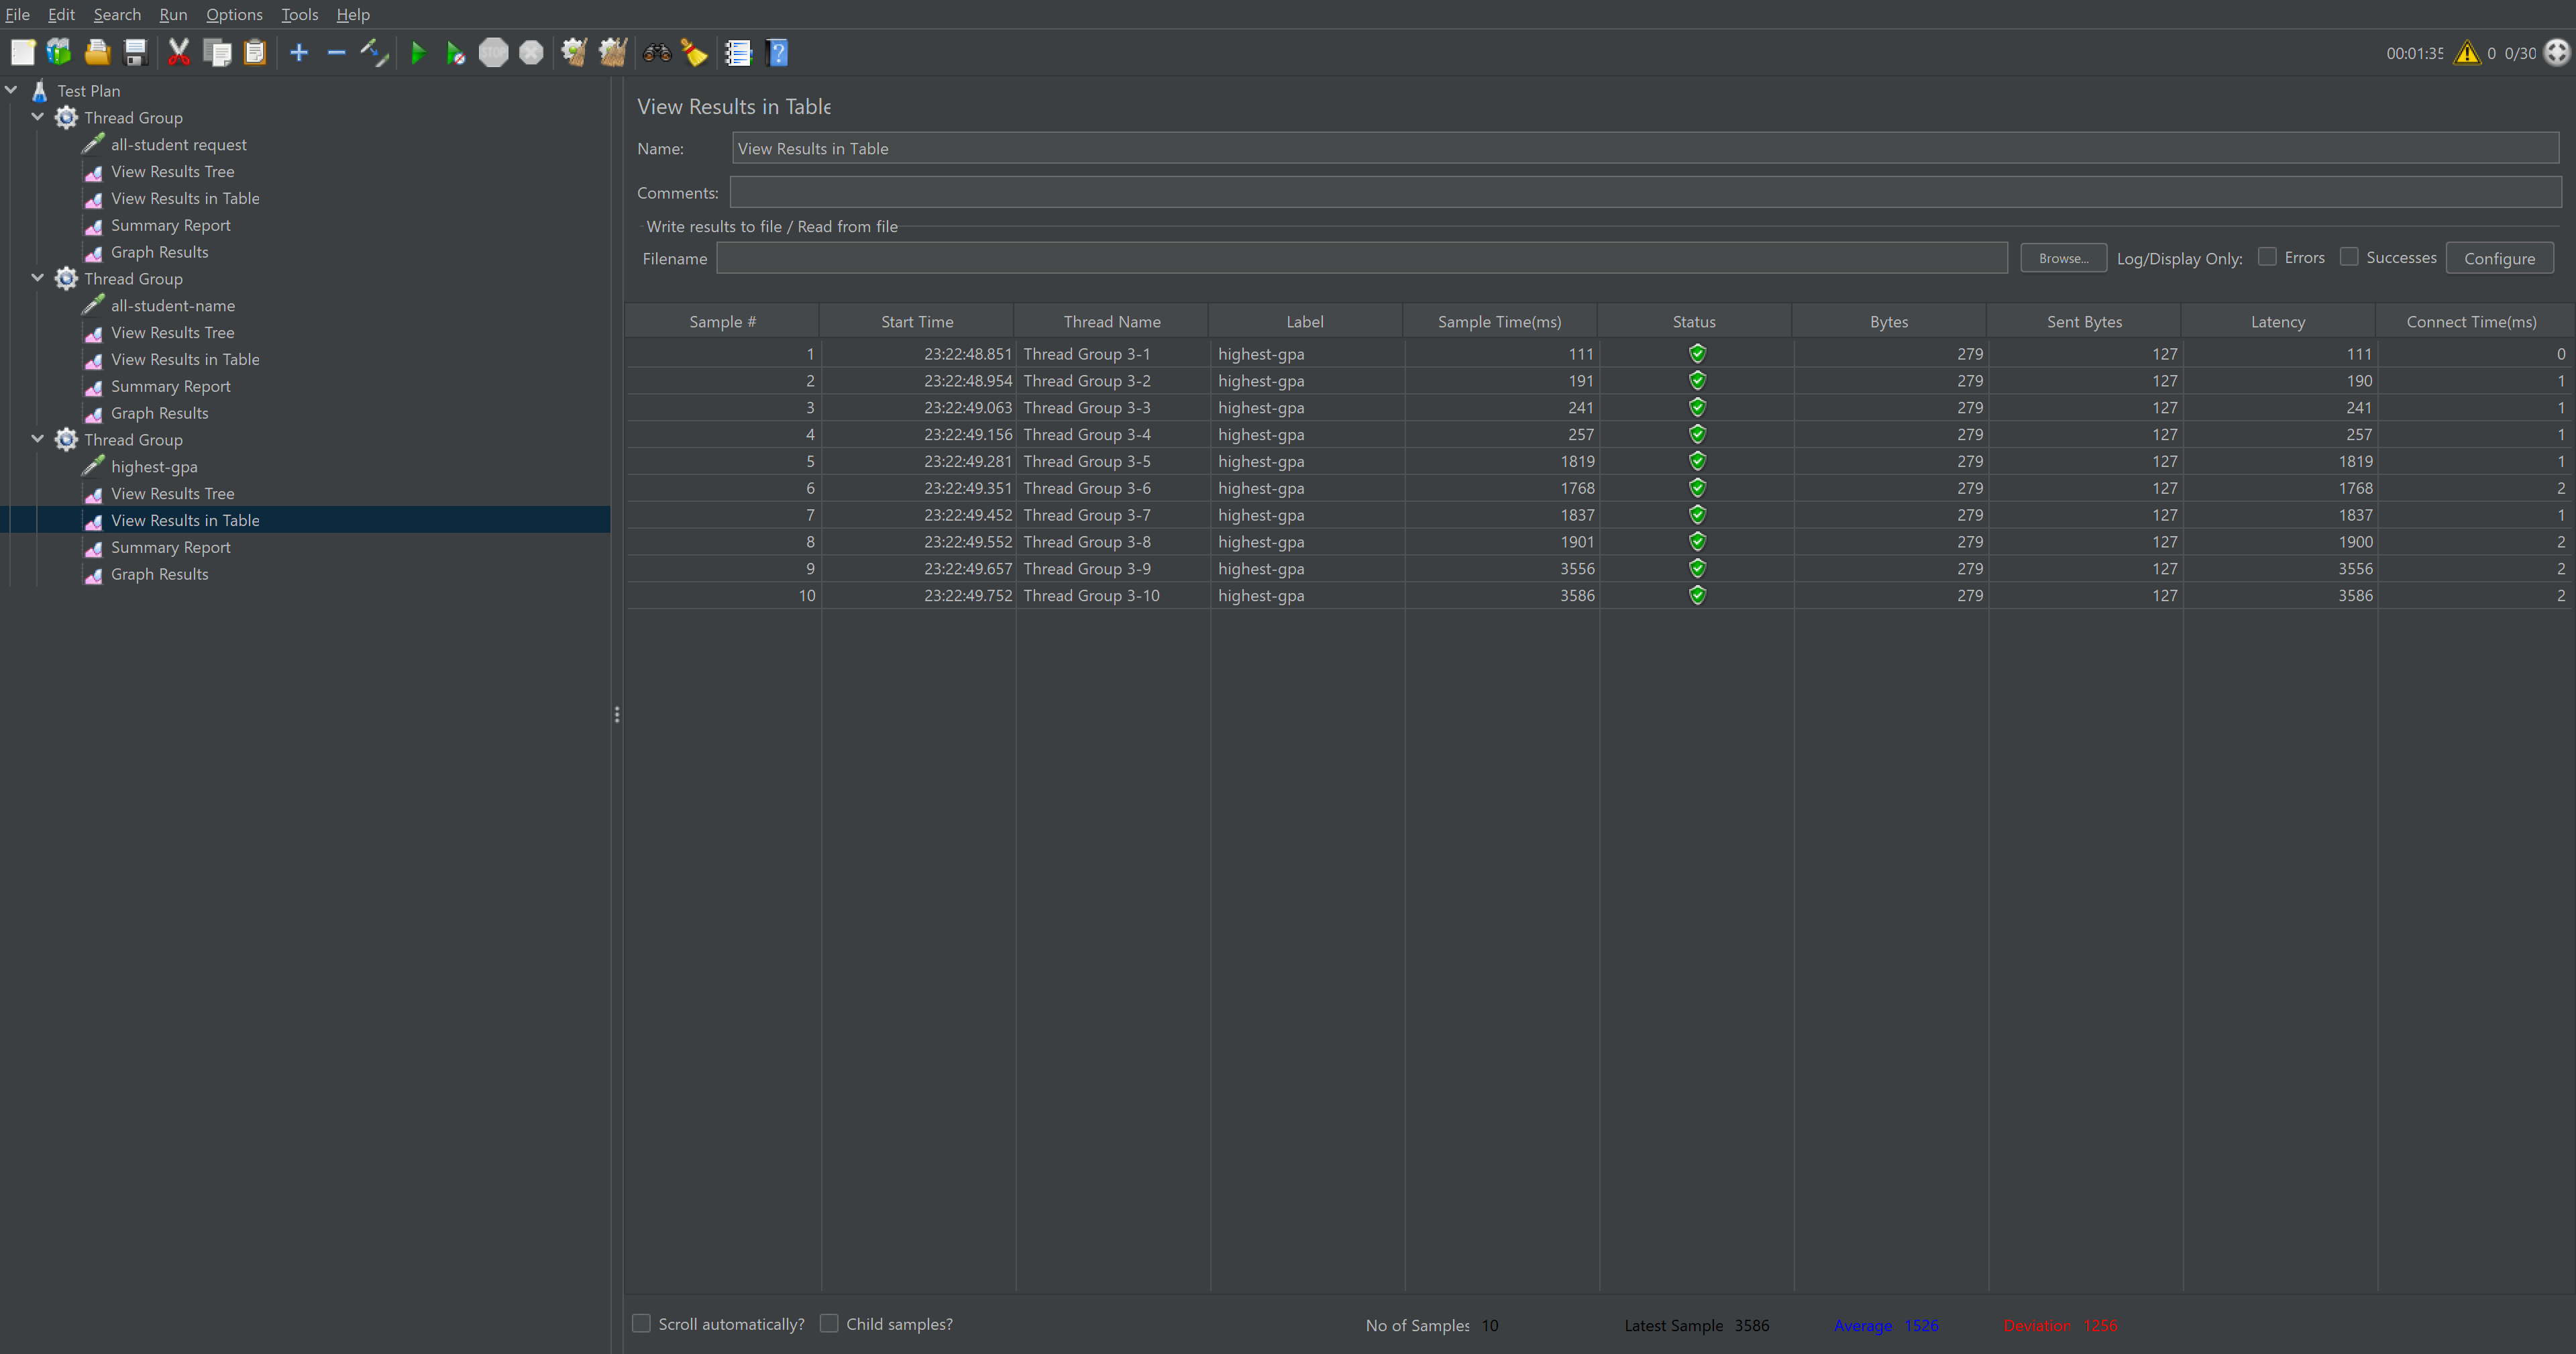 File Edit Search Run Options Tools Help
STOP
00:01:35 0 0/30
Test Plan
Thread Group
all-student request
View Results Tree
View Results in Table
Summary Report
Graph Results
Thread Group
all-student-name
View Results Tree
View Results in Table
Summary Report
Graph Results
Thread Group
highest-gpa
View Results Tree
View Results in Table
Summary Report
Graph Results
View Results in Table
Name: View Results in Table
Comments:
Write results to file / Read from file
Filename Browse... Log/Display Only: Errors Successes Configure
Sample # Start Time Thread Name Label Sample Time(ms) Status Bytes Sent Bytes Latency Connect Time(ms)
1 23:22:48.851 Thread Group 3-1 highest-gpa 111 279 127 111 0
2 23:22:48.954 Thread Group 3-2 highest-gpa 191 279 127 190 1
3 23:22:49.063 Thread Group 3-3 highest-gpa 241 279 127 241 1
4 23:22:49.156 Thread Group 3-4 highest-gpa 257 279 127 257 1
5 23:22:49.281 Thread Group 3-5 highest-gpa 1819 279 127 1819 1
6 23:22:49.351 Thread Group 3-6 highest-gpa 1768 279 127 1768 2
7 23:22:49.452 Thread Group 3-7 highest-gpa 1837 279 127 1837 1
8 23:22:49.552 Thread Group 3-8 highest-gpa 1901 279 127 1900 2
9 23:22:49.657 Thread Group 3-9 highest-gpa 3556 279 127 3556 2
10 23:22:49.752 Thread Group 3-10 highest-gpa 3586 279 127 3586 2
Scroll automatically? Child samples? No of Samples 10 Latest Sample 3586 Average 1526 Deviation 1256